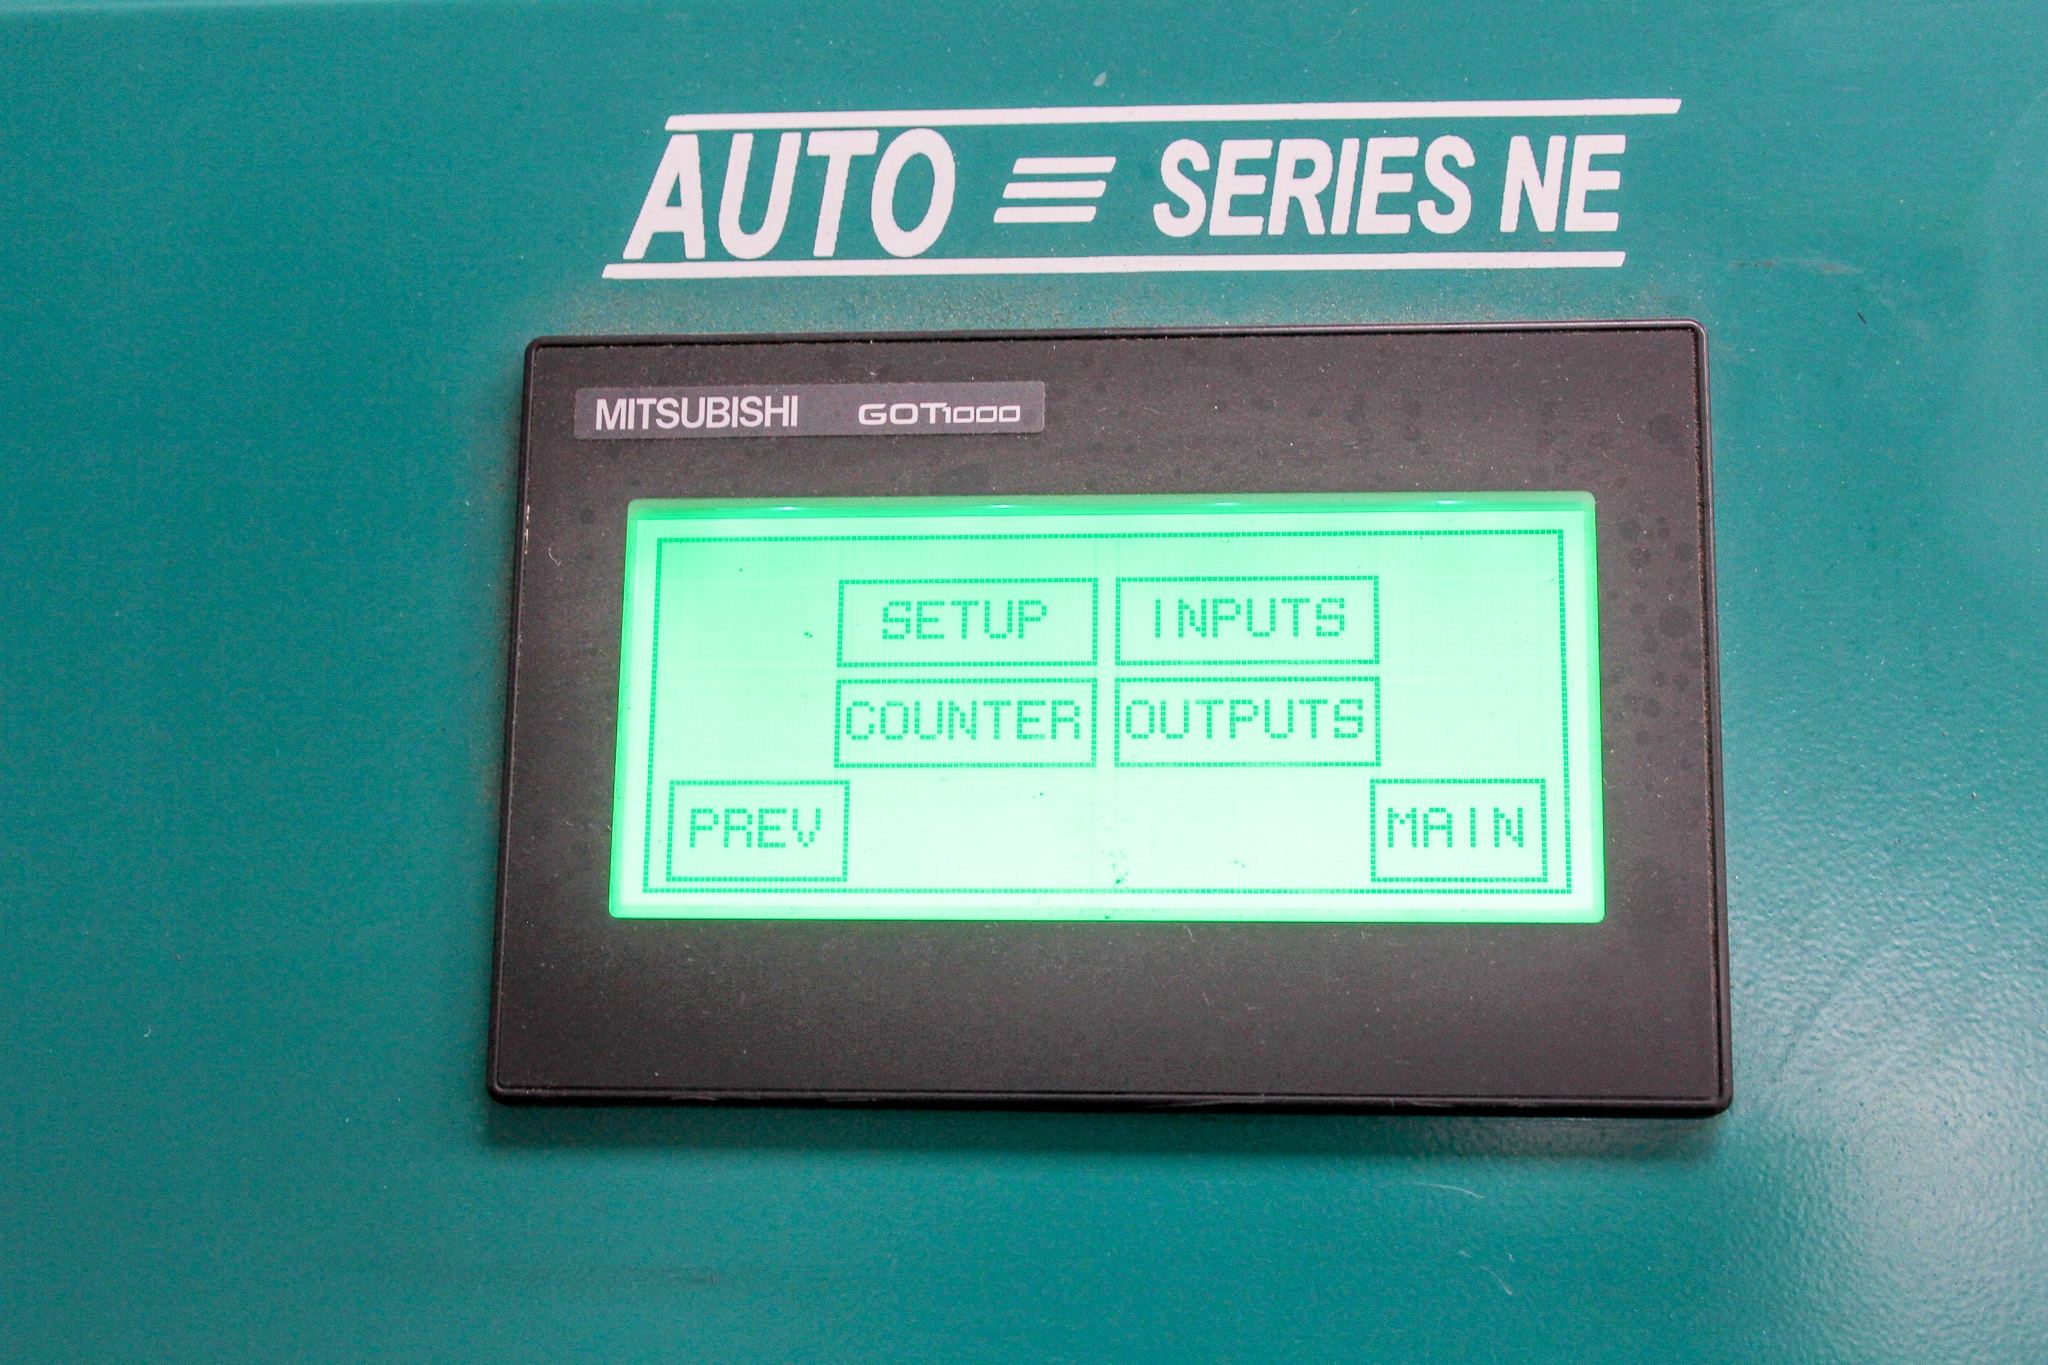 AUTO SERIES NE
MITSUBISHI GOT1000
SETUP INPUTS
COUNTER OUTPUTS
PREV MAIN